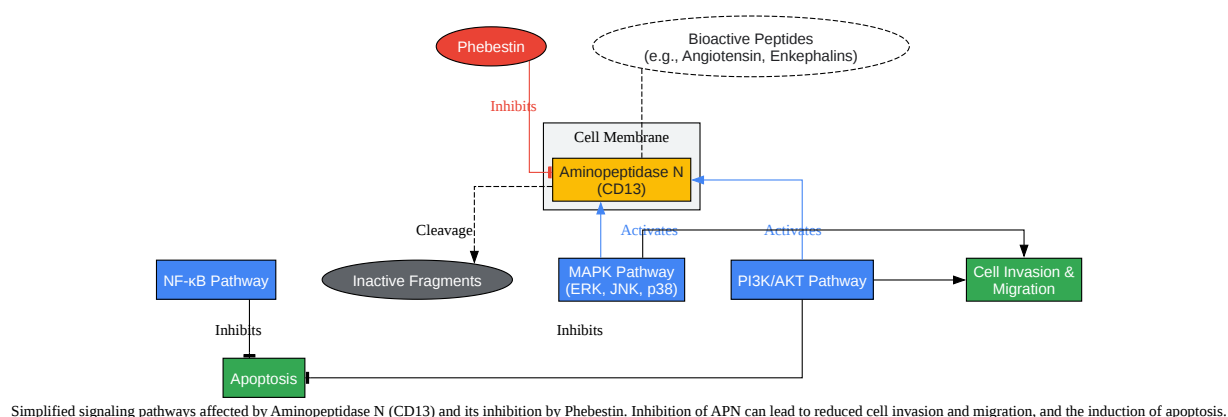 Phebestin
Bioactive Peptides
(e.g., Angiotensin, Enkephalins)
Inhibits
Cell Membrane
Aminopeptidase N
(CD13)
Cleavage
Activates
Activates
NF-κB Pathway
Inactive Fragments
MAPK Pathway
(ERK, JNK, p38)
PI3K/AKT Pathway
Cell Invasion &
Migration
Inhibits
Inhibits
Apoptosis
Simplified signaling pathways affected by Aminopeptidase N (CD13) and its inhibition by Phebestin. Inhibition of APN can lead to reduced cell invasion and migration, and the induction of apoptosis.